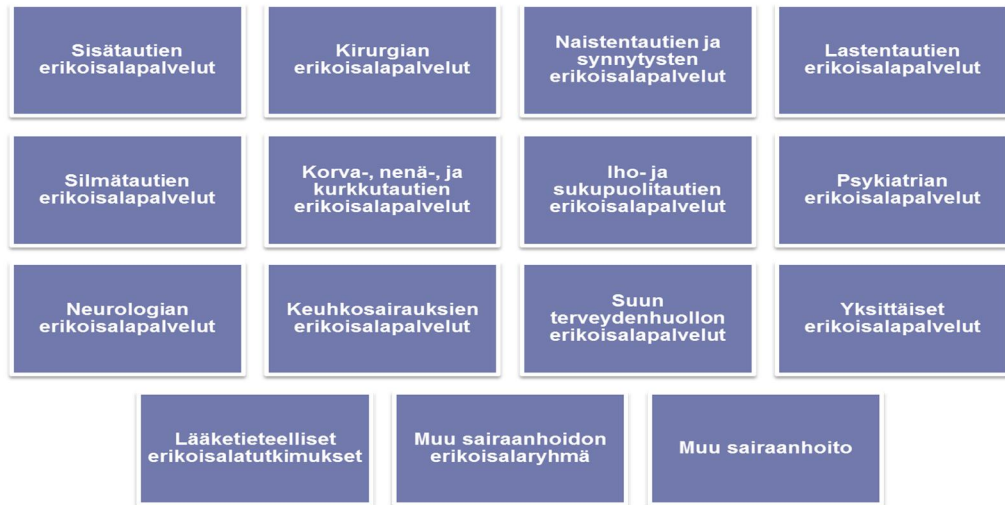 Sisätautien
erikoisalapalvelut
Kirurgian
erikoisalapalvelut
Naistentautien ja
synnytysten
erikoisalapalvelut
Lastentautien
erikoisalapalvelut
Silmätautien
erikoisalapalvelut
Korva-, nenä-, ja
kurkkutautien
erikoisalapalvelut
Iho- ja
sukupuolitautien
erikoisalapalvelut
Psykiatrian
erikoisalapalvelut
Neurologian
erikoisalapalvelut
Keuhkosairauksien
erikoisalapalvelut
Suun
terveydenhuollon
erikoisalapalvelut
Yksittäiset
erikoisalapalvelut
Lääketieteelliset
erikoisalatutkimukset
Muu sairaanhoidon
erikoisalaryhmä
Muu sairaanhoito